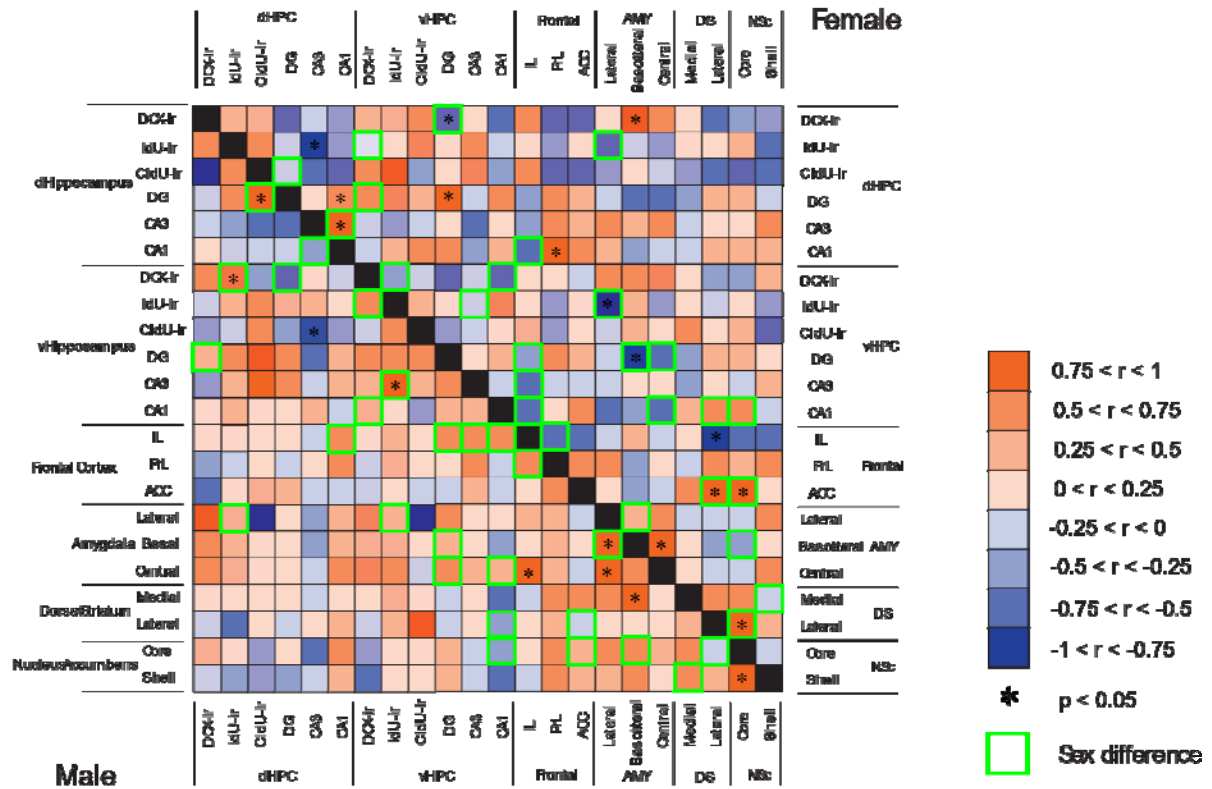 Female
dHPC vHPC Frontal AMY DS NSc
DCX-ir IdU-ir CldU-ir DG CA3 CA1 DCX-ir IdU-ir CldU-ir DG CA3 CA1 IL PrL ACC Lateral Basolateral Central Medial Lateral Core Shell
DCX-ir DCX-ir
IdU-ir IdU-ir
dHippocampus CldU-ir CldU-ir dHPC
DG * * * DG
CA3 * CA3
CA1 * CA1
DCX-ir * DCX-ir
IdU-ir * IdU-ir
vHippocampus CldU-ir * CldU-ir vHPC
DG * DG
CA3 * CA3
CA1 CA1
IL * IL
Frontal Cortex PrL PrL Frontal
ACC * * ACC
Lateral Lateral
Amygdala Basal * * Basolateral AMY
Central * * Central
Medial * Medial
DorsalStriatum Lateral * Lateral DS
Core Core
NucleusAccumbens Shell * Shell NSc
DCX-ir IdU-ir CldU-ir DG CA3 CA1 DCX-ir IdU-ir CldU-ir DG CA3 CA1 IL PrL ACC Lateral Basolateral Central Medial Lateral Core Shell
dHPC vHPC Frontal AMY DS NSc
Male
0.75 < r < 1
0.5 < r < 0.75
0.25 < r < 0.5
0 < r < 0.25
-0.25 < r < 0
-0.5 < r < -0.25
-0.75 < r < -0.5
-1 < r < -0.75
* p < 0.05
Sex difference